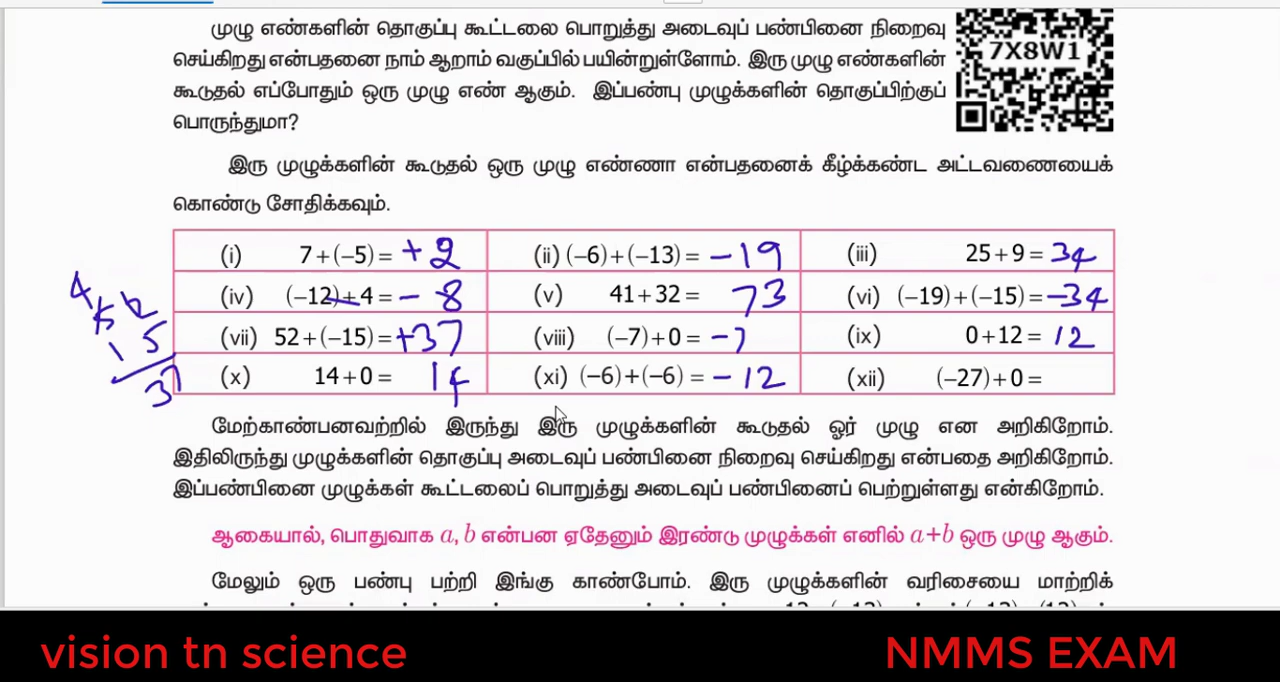 முழு எண்களின் தொகுப்பு கூட்டலை பொறுத்து அடைவுப் பண்பினை நிறைவு
செய்கிறது என்பதனை நாம் ஆறாம் வகுப்பில் பயின்றுள்ளோம். இரு முழு எண்களின்
கூடுதல் எப்போதும் ஒரு முழு எண் ஆகும். இப்பண்பு முழுக்களின் தொகுப்பிற்குப்
பொருந்துமா?
7X8W1
இரு முழுக்களின் கூடுதல் ஒரு முழு எண்ணா என்பதனைக் கீழ்க்கண்ட அட்டவணையைக்
கொண்டு சோதிக்கவும்.
(i) 7+(−5)= +2 (ii) (−6)+(−13)= −19 (iii) 25+9= 34
(iv) (−12)+4= − 8 (v) 41+32= 73 (vi) (−19)+(−15)= −34
(vii) 52+(−15)= +37 (viii) (−7)+0= −7 (ix) 0+12= 12
(x) 14+0= 14 (xi) (−6)+(−6)= −12 (xii) (−27)+0=
4
5 12
1 5
37
மேற்காண்பனவற்றில் இருந்து இரு முழுக்களின் கூடுதல் ஓர் முழு என அறிகிறோம்.
இதிலிருந்து முழுக்களின் தொகுப்பு அடைவுப் பண்பினை நிறைவு செய்கிறது என்பதை அறிகிறோம்.
இப்பண்பினை முழுக்கள் கூட்டலைப் பொறுத்து அடைவுப் பண்பினைப் பெற்றுள்ளது என்கிறோம்.
ஆகையால், பொதுவாக a, b என்பன ஏதேனும் இரண்டு முழுக்கள் எனில் a+b ஒரு முழு ஆகும்.
மேலும் ஒரு பண்பு பற்றி இங்கு காண்போம். இரு முழுக்களின் வரிசையை மாற்றிக்
vision tn science
NMMS EXAM